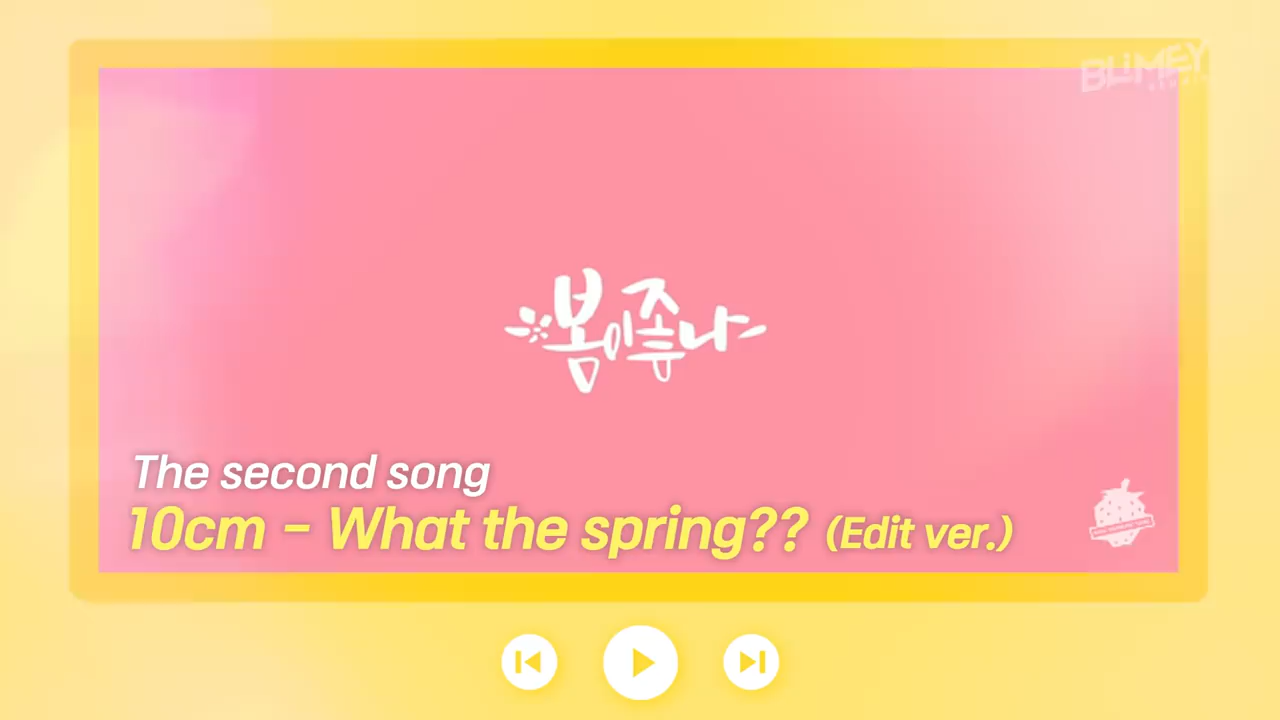 BLiMEY
봄이좋냐
The second song
10cm - What the spring?? (Edit ver.)